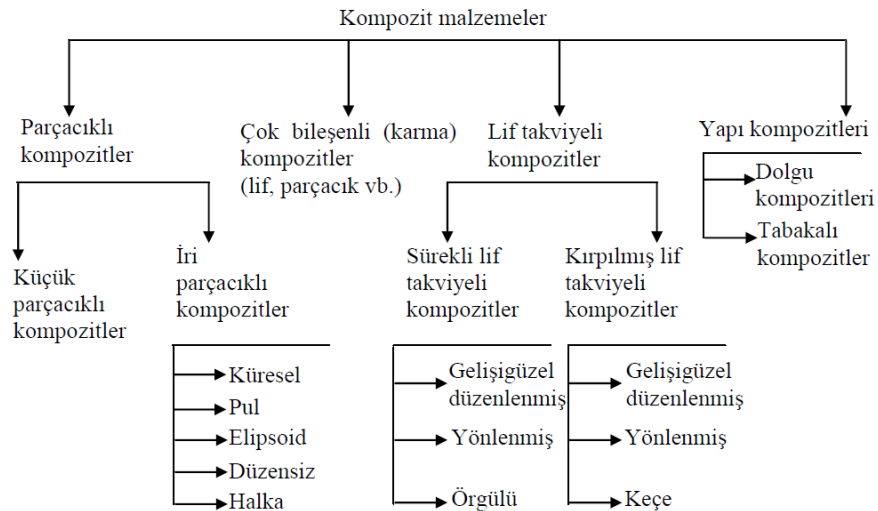 Kompozit malzemeler
Parçacıklı
kompozitler
Çok bileşenli (karma)
kompozitler
(lif, parçacık vb.)
Lif takviyeli
kompozitler
Yapı kompozitleri
Dolgu
kompozitleri
Tabakalı
kompozitler
Küçük
parçacıklı
kompozitler
İri
parçacıklı
kompozitler
Sürekli lif
takviyeli
kompozitler
Kırpılmış lif
takviyeli
kompozitler
Küresel
Pul
Elipsoid
Düzensiz
Halka
Gelişigüzel
düzenlenmiş
Yönlenmiş
Örgülü
Gelişigüzel
düzenlenmiş
Yönlenmiş
Keçe